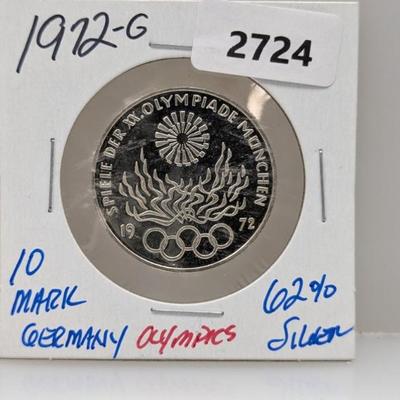 1972-G
2724
SPIELE DER XX. OLYMPIADE MÜNCHEN
19 72
10
MARK
GERMANY
OlYMPICS
62%
SILVER